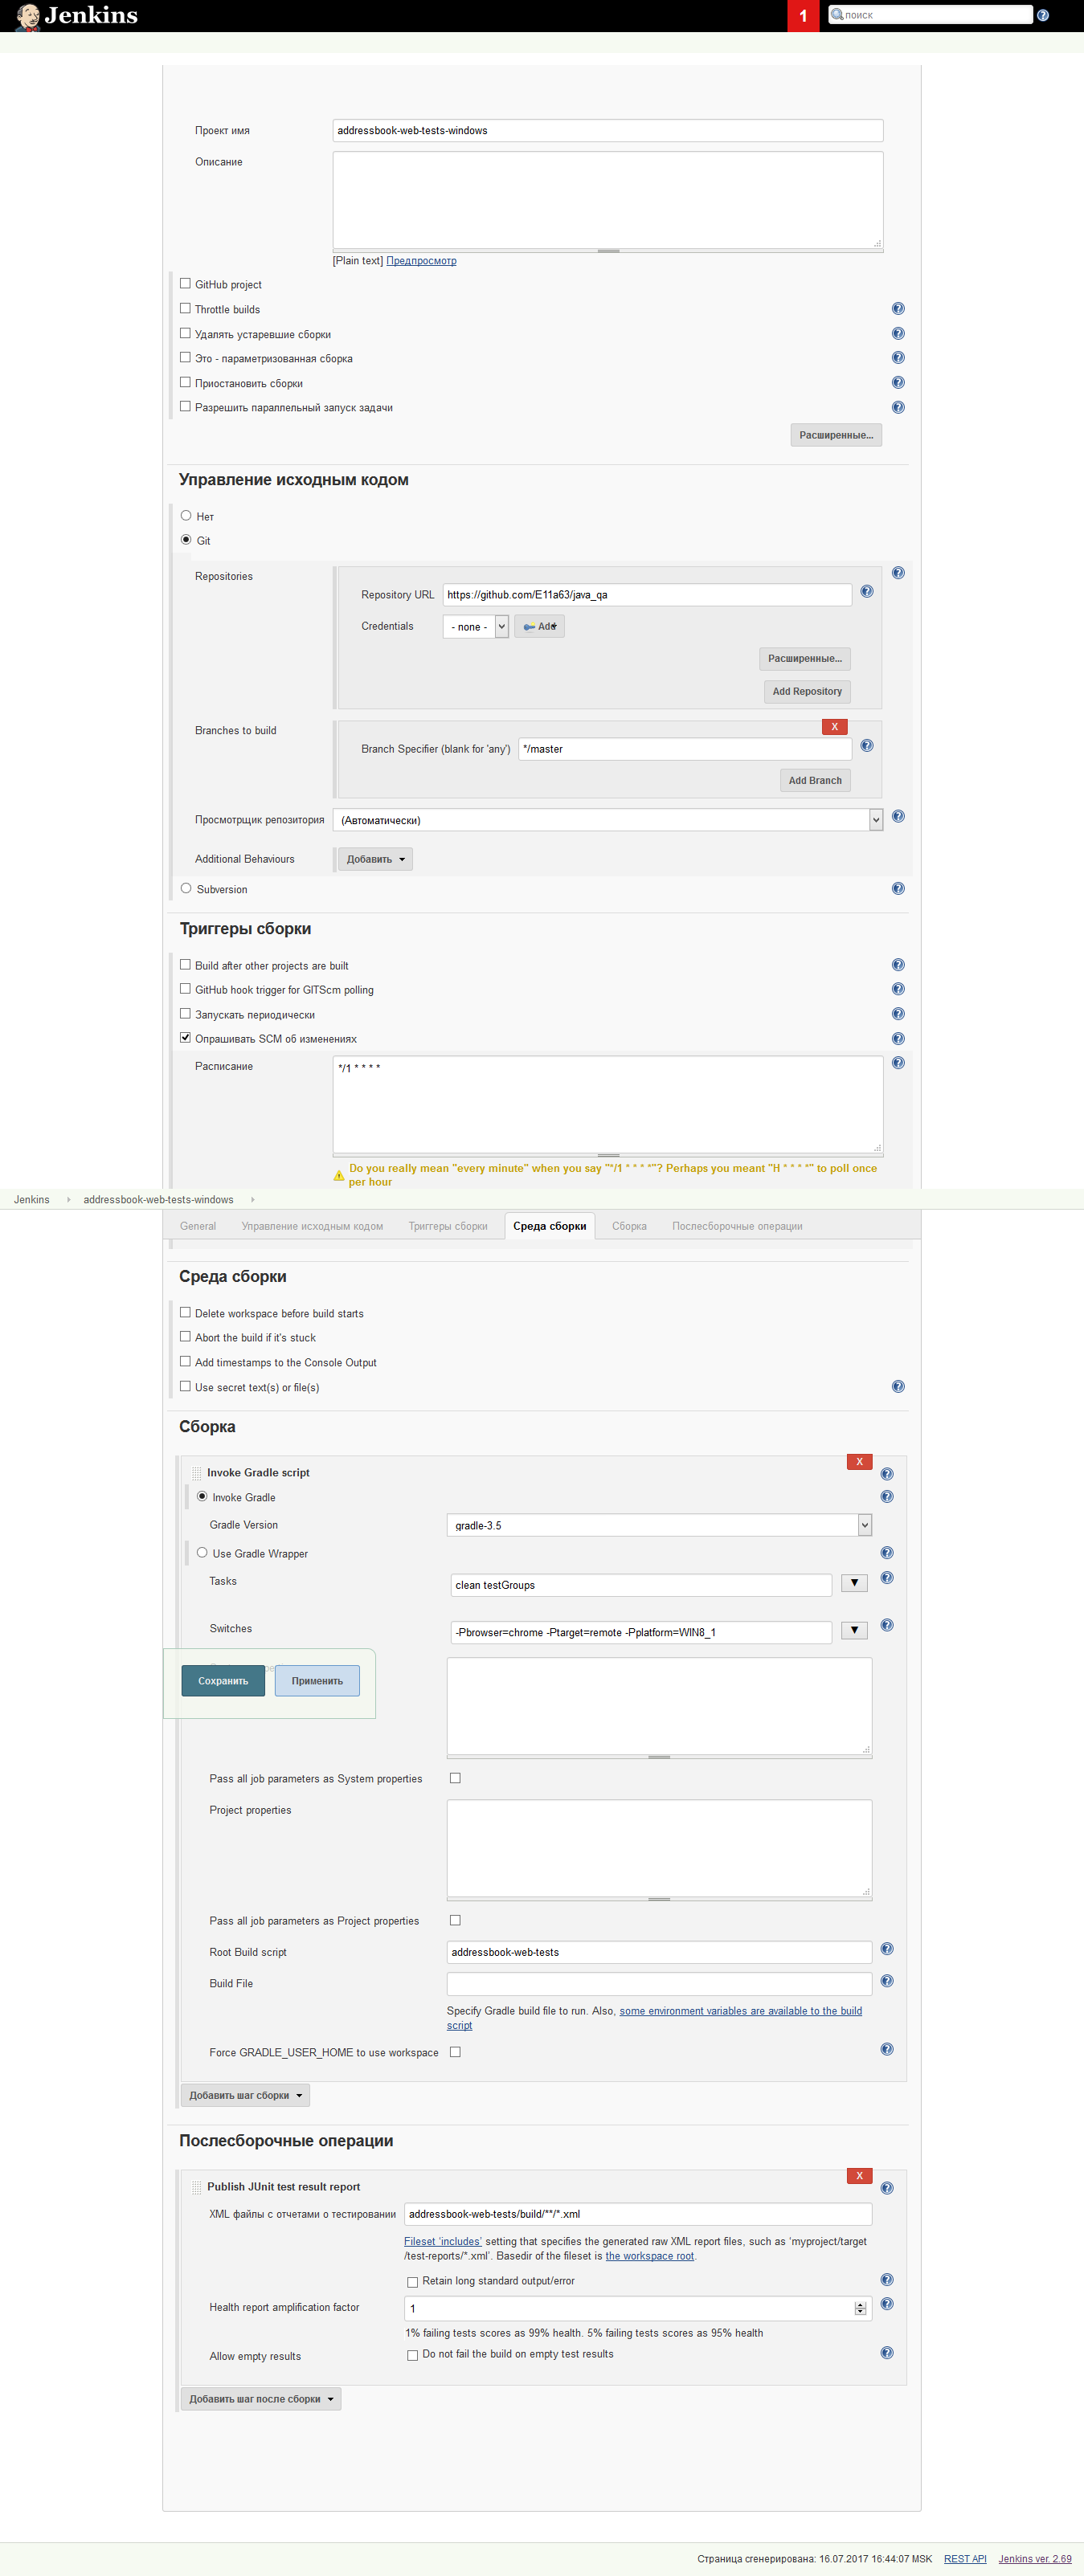 Jenkins
1
поиск
Проект имя
addressbook-web-tests-windows
Описание
[Plain text] Предпросмотр
GitHub project
Throttle builds
Удалять устаревшие сборки
Это - параметризованная сборка
Приостановить сборки
Разрешить параллельный запуск задачи
Расширенные...
Управление исходным кодом
Нет
Git
Repositories
Repository URL
https://github.com/E11a63/java_qa
Credentials
- none -
Add
Расширенные...
Add Repository
Branches to build
X
Branch Specifier (blank for 'any')
*/master
Add Branch
Просмотрщик репозитория
(Автоматически)
Additional Behaviours
Добавить
Subversion
Триггеры сборки
Build after other projects are built
GitHub hook trigger for GITScm polling
Запускать периодически
Опрашивать SCM об изменениях
Расписание
*/1 * * * *
Do you really mean "every minute" when you say "*/1 * * * *"? Perhaps you meant "H * * * *" to poll once
per hour
Jenkins
addressbook-web-tests-windows
General
Управление исходным кодом
Триггеры сборки
Среда сборки
Сборка
Послесборочные операции
Среда сборки
Delete workspace before build starts
Abort the build if it's stuck
Add timestamps to the Console Output
Use secret text(s) or file(s)
Сборка
X
Invoke Gradle script
Invoke Gradle
Gradle Version
gradle-3.5
Use Gradle Wrapper
Tasks
clean testGroups
Switches
-Pbrowser=chrome -Ptarget=remote -Pplatform=WIN8_1
Сохранить
Применить
Pass all job parameters as System properties
Project properties
Pass all job parameters as Project properties
Root Build script
addressbook-web-tests
Build File
Specify Gradle build file to run. Also, some environment variables are available to the build
script
Force GRADLE_USER_HOME to use workspace
Добавить шаг сборки
Послесборочные операции
X
Publish JUnit test result report
XML файлы с отчетами о тестировании
addressbook-web-tests/build/**/*.xml
Fileset 'includes' setting that specifies the generated raw XML report files, such as 'myproject/target
/test-reports/*.xml'. Basedir of the fileset is the workspace root.
Retain long standard output/error
Health report amplification factor
1
1% failing tests scores as 99% health. 5% failing tests scores as 95% health
Allow empty results
Do not fail the build on empty test results
Добавить шаг после сборки
Страница сгенерирована: 16.07.2017 16:44:07 MSK
REST API
Jenkins ver. 2.69